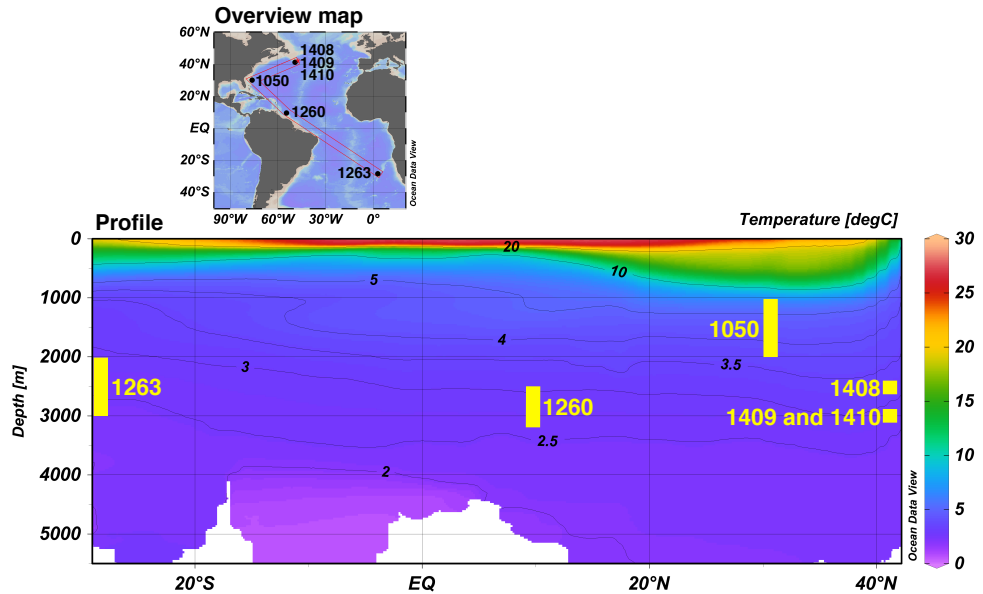 Overview map
60°N
40°N
20°N
EQ
20°S
40°S
1408
1409
1410
1050
1260
1263
90°W 60°W 30°W 0°
Ocean Data View
Profile
Temperature [degC]
0
1000
2000
3000
4000
5000
Depth [m]
20
10
5
4
3.5
3
2.5
2
1050
1263
1260
1408
1409 and 1410
20°S EQ 20°N 40°N
Ocean Data View
30
25
20
15
10
5
0